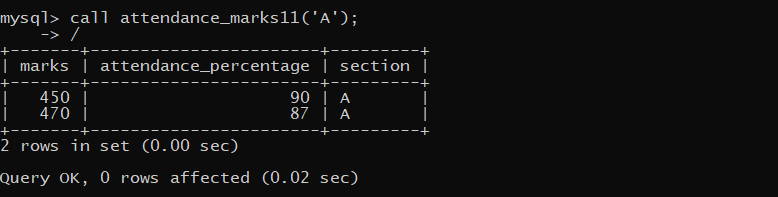 mysql> call attendance_marks11('A');
    -> /
+-------+-----------------------+---------+
| marks | attendance_percentage | section |
+-------+-----------------------+---------+
|   450 |                    90 | A       |
|   470 |                    87 | A       |
+-------+-----------------------+---------+
2 rows in set (0.00 sec)

Query OK, 0 rows affected (0.02 sec)